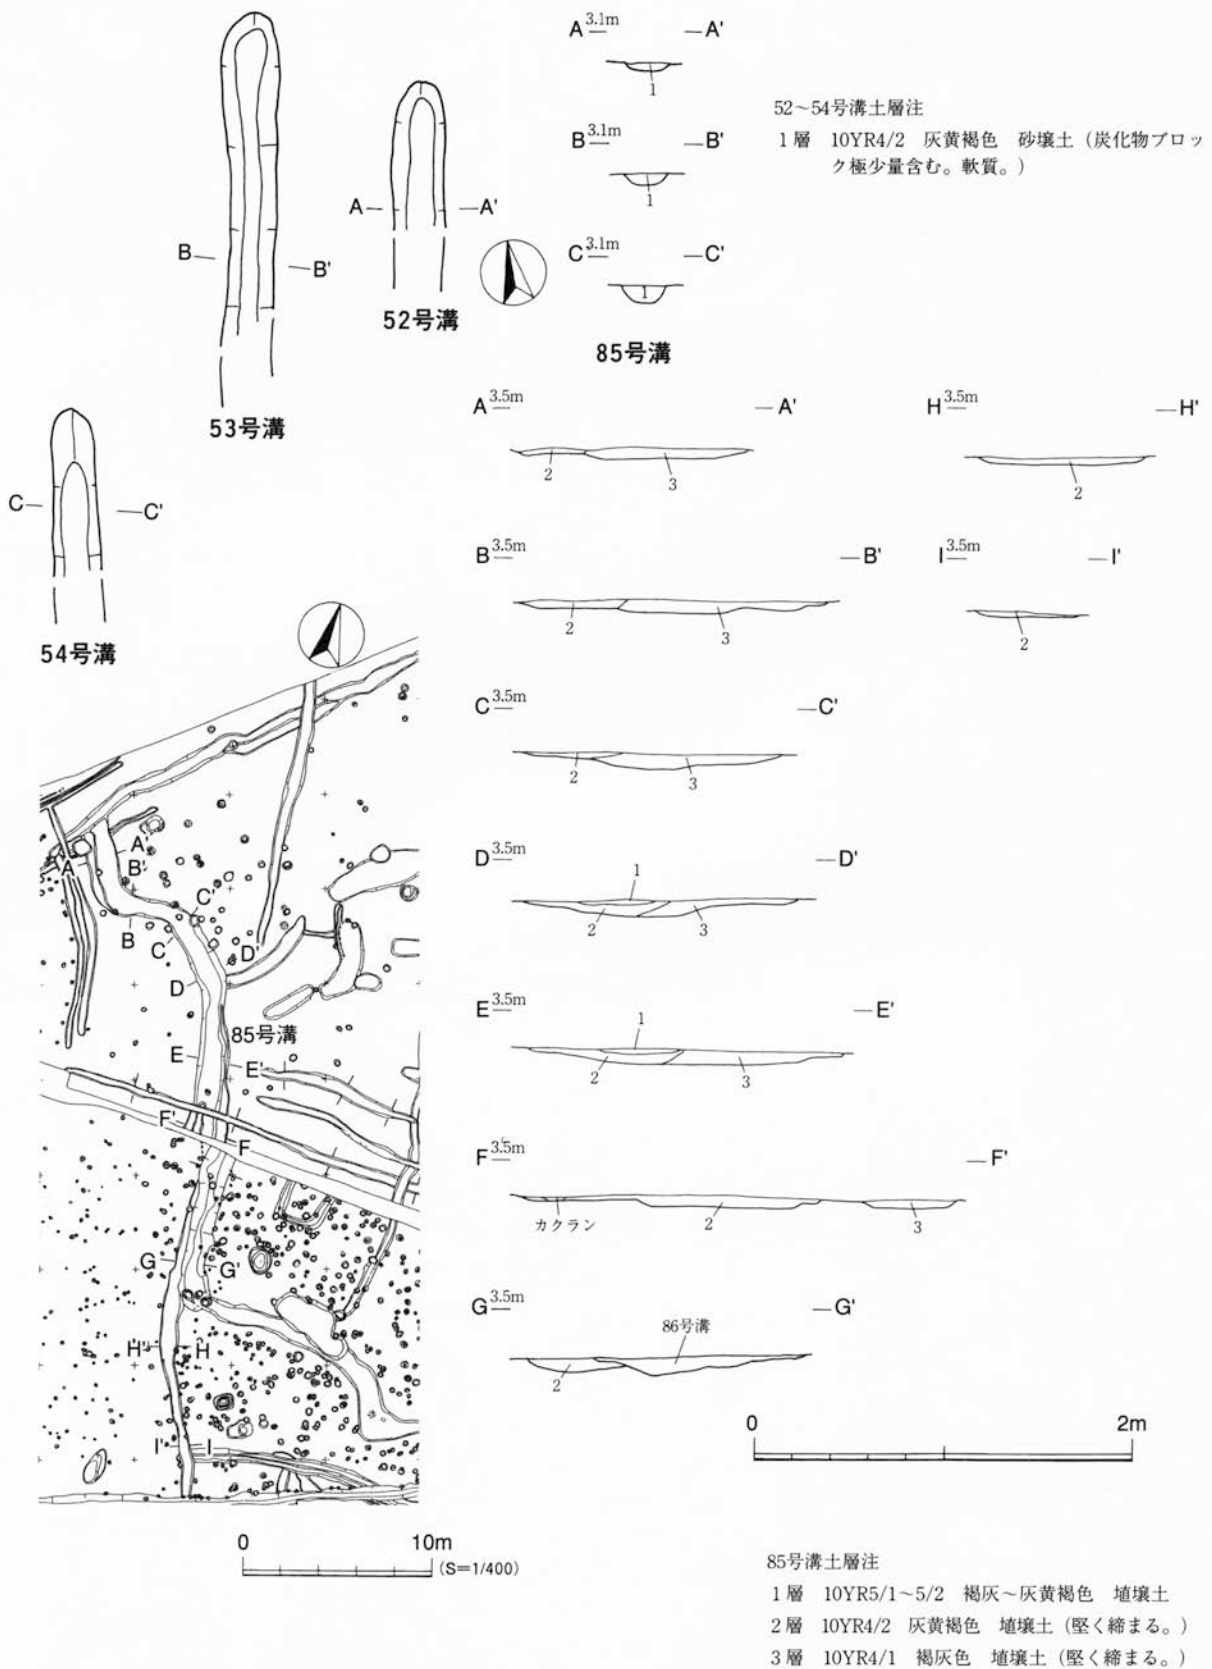 A 3.1m A'
1
B 3.1m B'
1
C 3.1m C'
1
52~54号溝土層注
1層 10YR4/2 灰黄褐色 砂壌土(炭化物ブロッ
ク極少量含む。軟質。)
A A'
B B'
52号溝
85号溝
53号溝
C C'
54号溝
A 3.5m A'
2 3
H 3.5m H'
2
B 3.5m B'
2 3
I 3.5m I'
2
C 3.5m C'
2 3
D 3.5m D'
1
2 3
E 3.5m E'
1
2 3
F 3.5m F'
カクラン 2 3
G 3.5m G'
86号溝
2
A A'
B B'
C C'
D D'
85号溝
E E'
F' F
G G'
H' H
I' I
0 2m
0 10m
(S=1/400)
85号溝土層注
1層 10YR5/1~5/2 褐灰~灰黄褐色 埴壌土
2層 10YR4/2 灰黄褐色 埴壌土(堅く締まる。)
3層 10YR4/1 褐灰色 埴壌土(堅く締まる。)